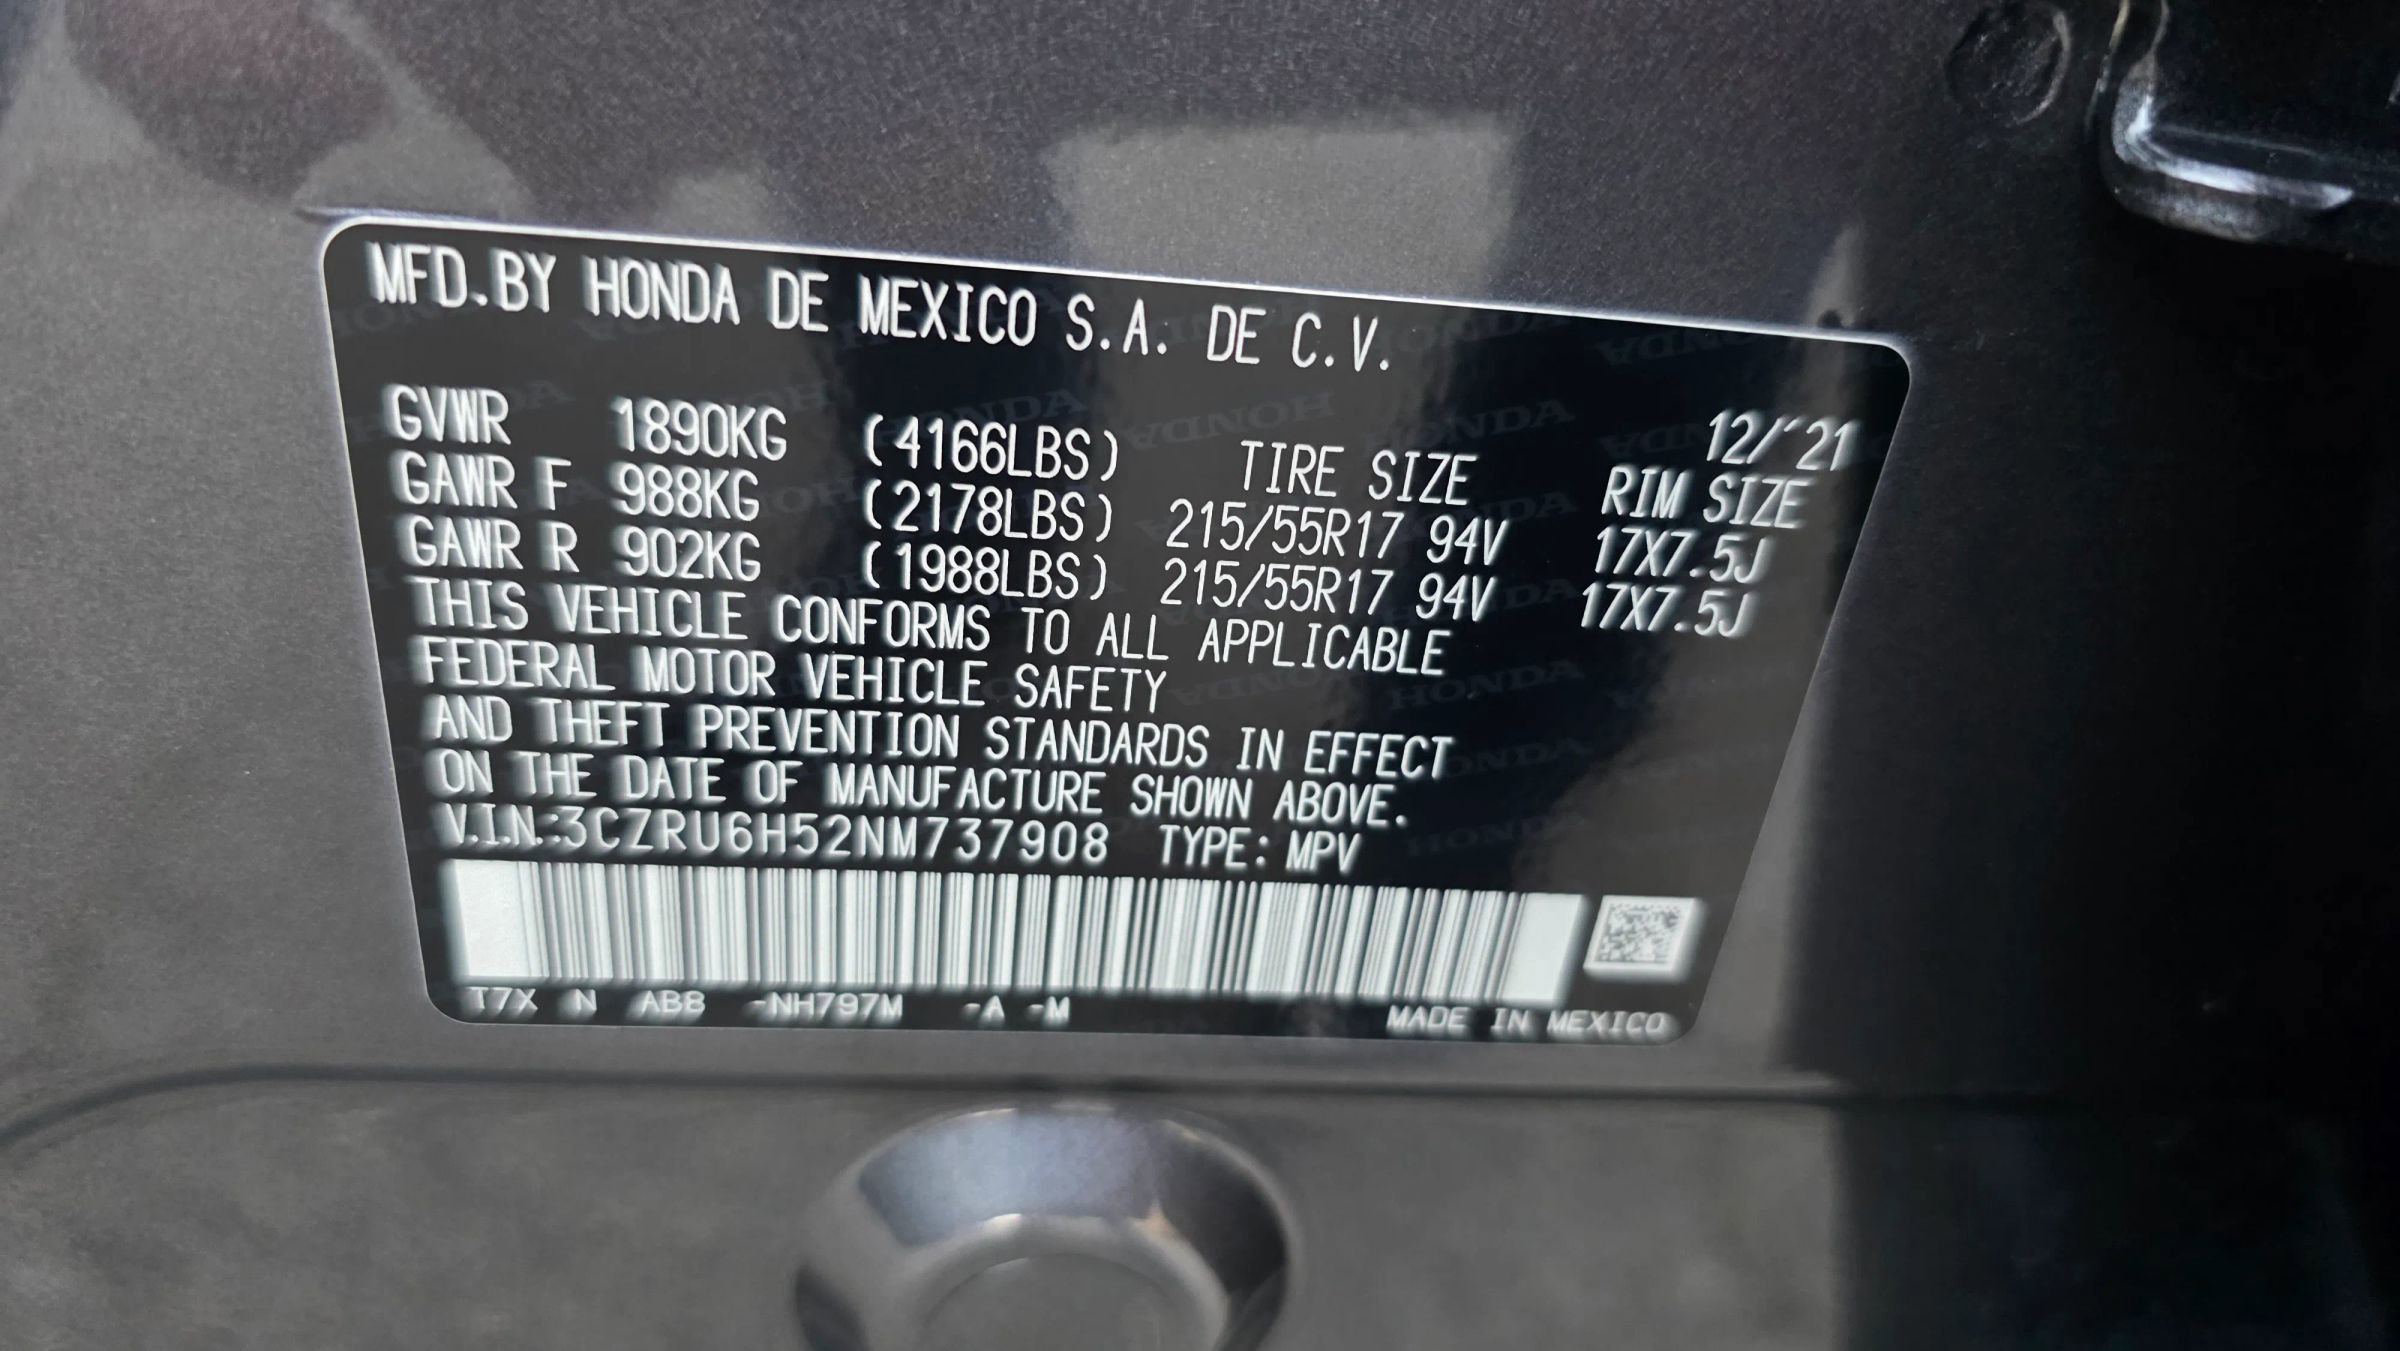 MFD.BY HONDA DE MEXICO S.A. DE C.V.
12/'21
GVWR 1890KG (4166LBS) TIRE SIZE RIM SIZE
GAWR F 988KG (2178LBS) 215/55R17 94V 17X7.5J
GAWR R 902KG (1988LBS) 215/55R17 94V 17X7.5J
THIS VEHICLE CONFORMS TO ALL APPLICABLE
FEDERAL MOTOR VEHICLE SAFETY
AND THEFT PREVENTION STANDARDS IN EFFECT
ON THE DATE OF MANUFACTURE SHOWN ABOVE.
V.I.N.:3CZRU6H52NM737908 TYPE: MPV
T7X N AB8 -NH797M -A -M MADE IN MEXICO